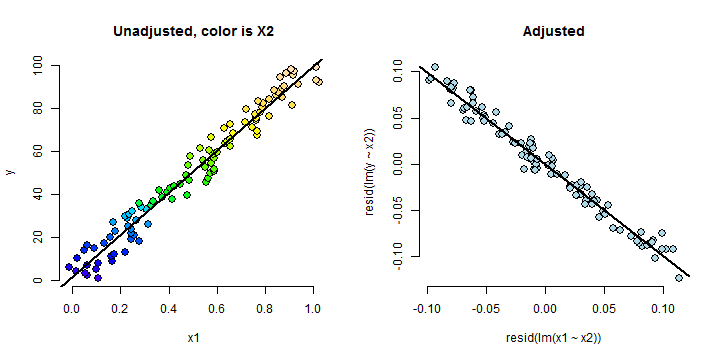 Unadjusted, color is X2
100
80
60
40
20
0
y
0.0 0.2 0.4 0.6 0.8 1.0
x1
Adjusted
0.10
0.05
0.00
-0.05
-0.10
resid(lm(y ~ x2))
-0.10 -0.05 0.00 0.05 0.10
resid(lm(x1 ~ x2))